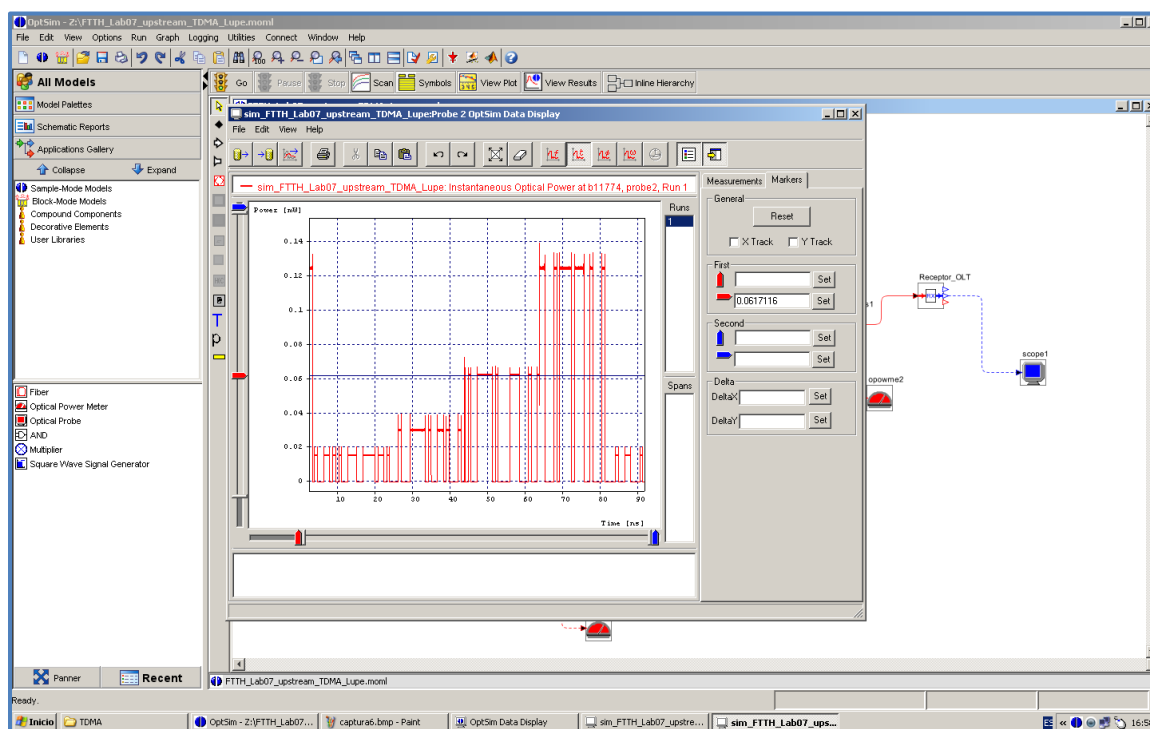 OptSim - Z:\FTTH_Lab07_upstream_TDMA_Lupe.moml
File Edit View Options Run Graph Logging Utilities Connect Window Help
All Models
Model Palettes
Schematic Reports
Applications Gallery
Collapse Expand
Sample-Mode Models
Block-Mode Models
Compound Components
Decorative Elements
User Libraries
Fiber
Optical Power Meter
Optical Probe
AND
Multiplier
Square Wave Signal Generator
Panner Recent
Go Pause Stop Scan Symbols View Plot View Results Inline Hierarchy
sim_FTTH_Lab07_upstream_TDMA_Lupe:Probe 2 OptSim Data Display
File Edit View Help
sim_FTTH_Lab07_upstream_TDMA_Lupe: Instantaneous Optical Power at b11774, probe2, Run 1
Power [mW]
0.14
0.12
0.1
0.08
0.06
0.04
0.02
0
10 20 30 40 50 60 70 80 90
Time [ns]
Runs
1
Spans
Measurements Markers
General
Reset
X Track Y Track
First
Set
0.0617116 Set
Second
Set
Set
Delta
DeltaX Set
DeltaY Set
Receptor_OLT
s1
scope1
opowme2
FTTH_Lab07_upstream_TDMA_Lupe.moml
Ready.
Inicio TDMA OptSim - Z:\FTTH_Lab07... captura6.bmp - Paint OptSim Data Display sim_FTTH_Lab07_upstre... sim_FTTH_Lab07_ups... ES «